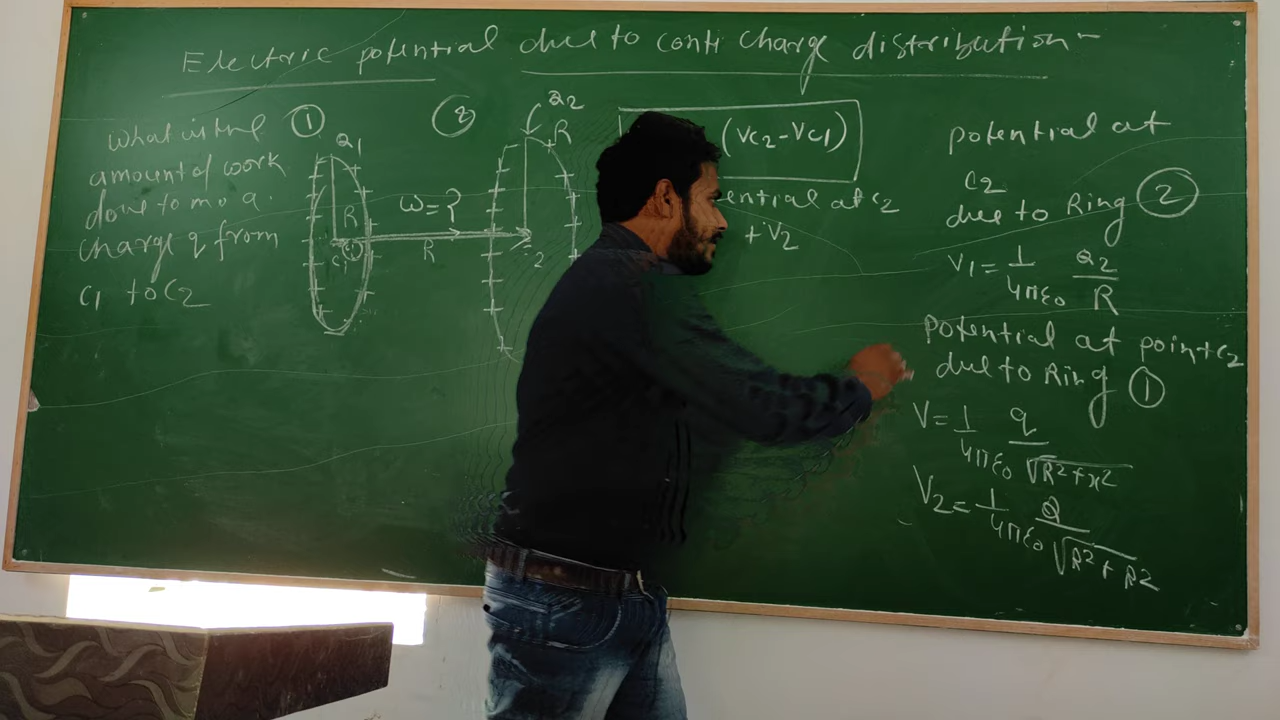 Electric potential due to conti charge distribution-
What is the
amount of work
done to mo a.
charge q from
C1 to C2
①
Q1
R
C1
W=?
R
Q2
R
2
(VC2-VC1)
ential at C2
+V2
potential at
C2
due to Ring ②
V1= 1/4πε0 Q2/R
potential at point C2
due to Ring ①
V= 1/4πε0 q/√R²+x²
V2= 1/4πε0 Q/√R²+R²